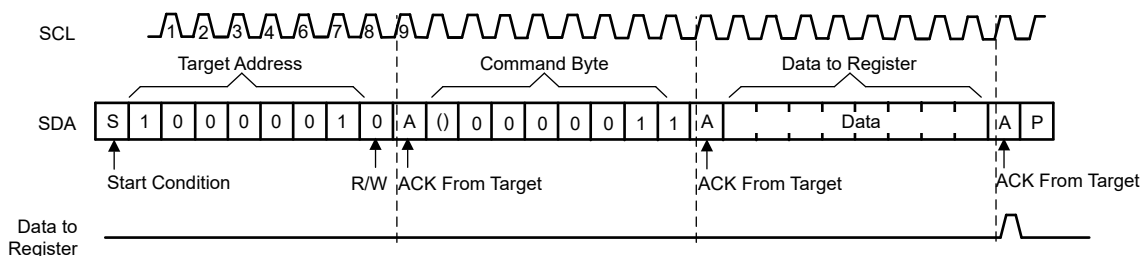 SCL 1 2 3 4 6 7 8 9
Target Address Command Byte Data to Register
SDA S 1 0 0 0 0 0 1 0 A () 0 0 0 0 0 1 1 A Data A P
Start Condition R/W ACK From Target ACK From Target ACK From Target
Data to
Register